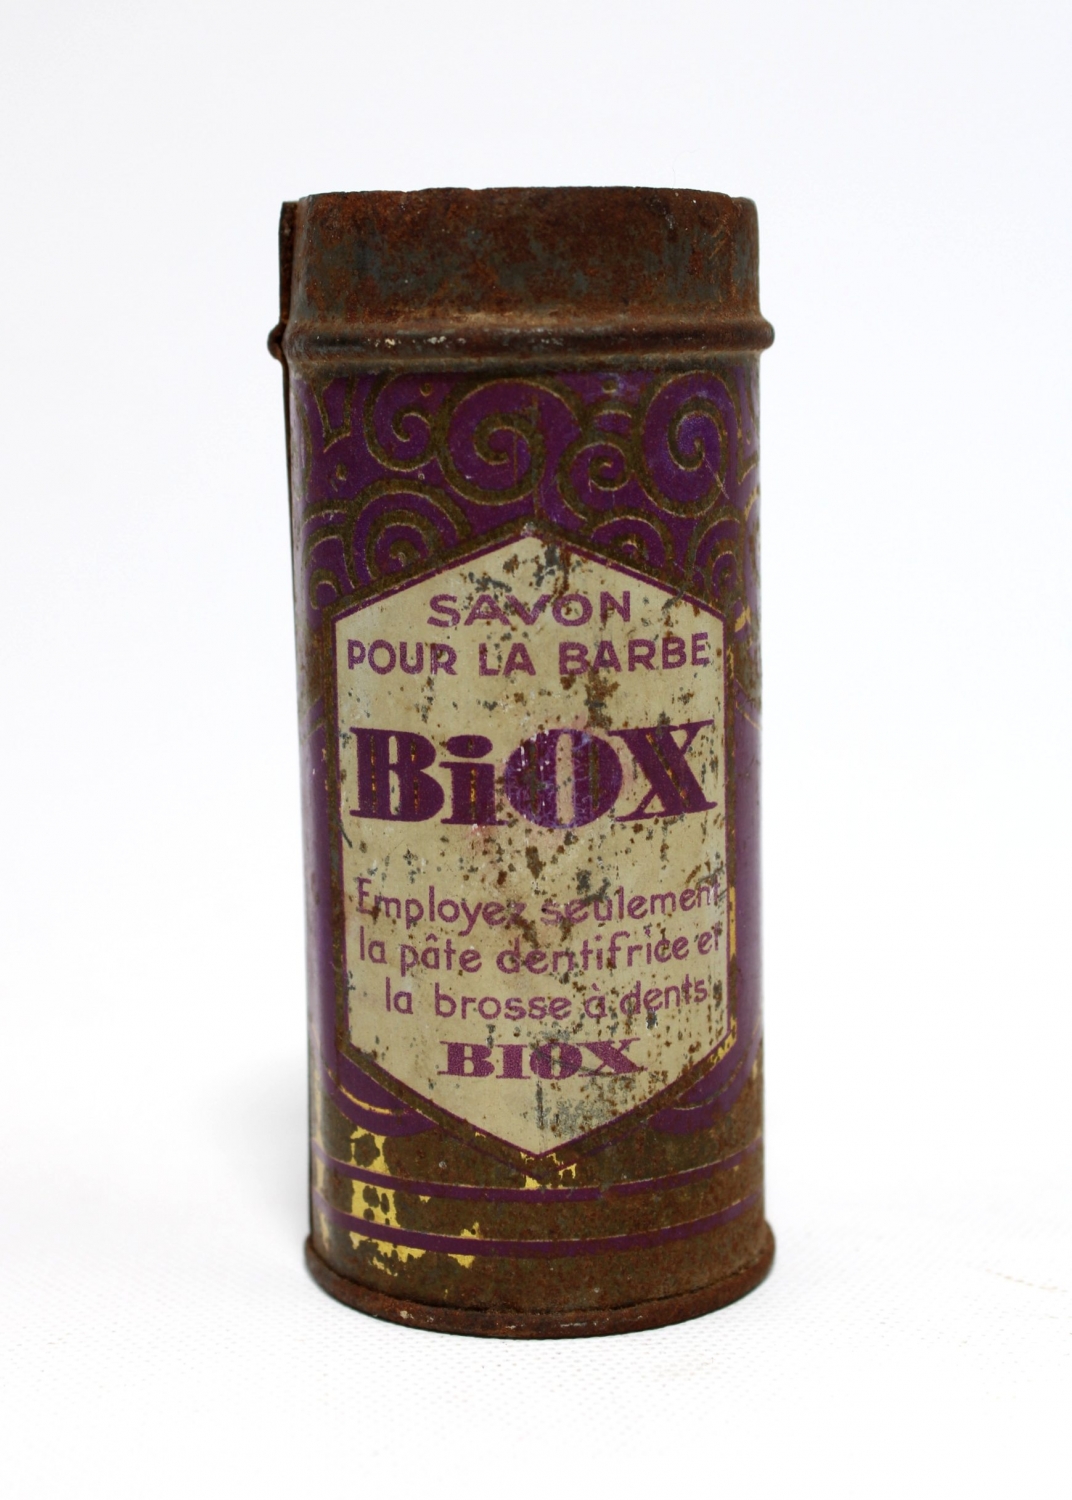 SAVON
POUR LA BARBE
BiOX
Employez seulement
la pâte dentifrice et
la brosse à dents
BIOX